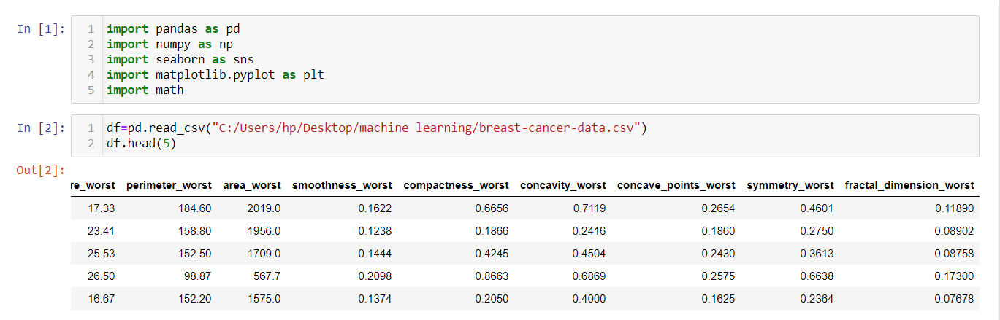 In [1]:
1 import pandas as pd
2 import numpy as np
3 import seaborn as sns
4 import matplotlib.pyplot as plt
5 import math
In [2]:
1 df=pd.read_csv("C:/Users/hp/Desktop/machine learning/breast-cancer-data.csv")
2 df.head(5)
Out[2]:
re_worst perimeter_worst area_worst smoothness_worst compactness_worst concavity_worst concave_points_worst symmetry_worst fractal_dimension_worst
17.33 184.60 2019.0 0.1622 0.6656 0.7119 0.2654 0.4601 0.11890
23.41 158.80 1956.0 0.1238 0.1866 0.2416 0.1860 0.2750 0.08902
25.53 152.50 1709.0 0.1444 0.4245 0.4504 0.2430 0.3613 0.08758
26.50 98.87 567.7 0.2098 0.8663 0.6869 0.2575 0.6638 0.17300
16.67 152.20 1575.0 0.1374 0.2050 0.4000 0.1625 0.2364 0.07678